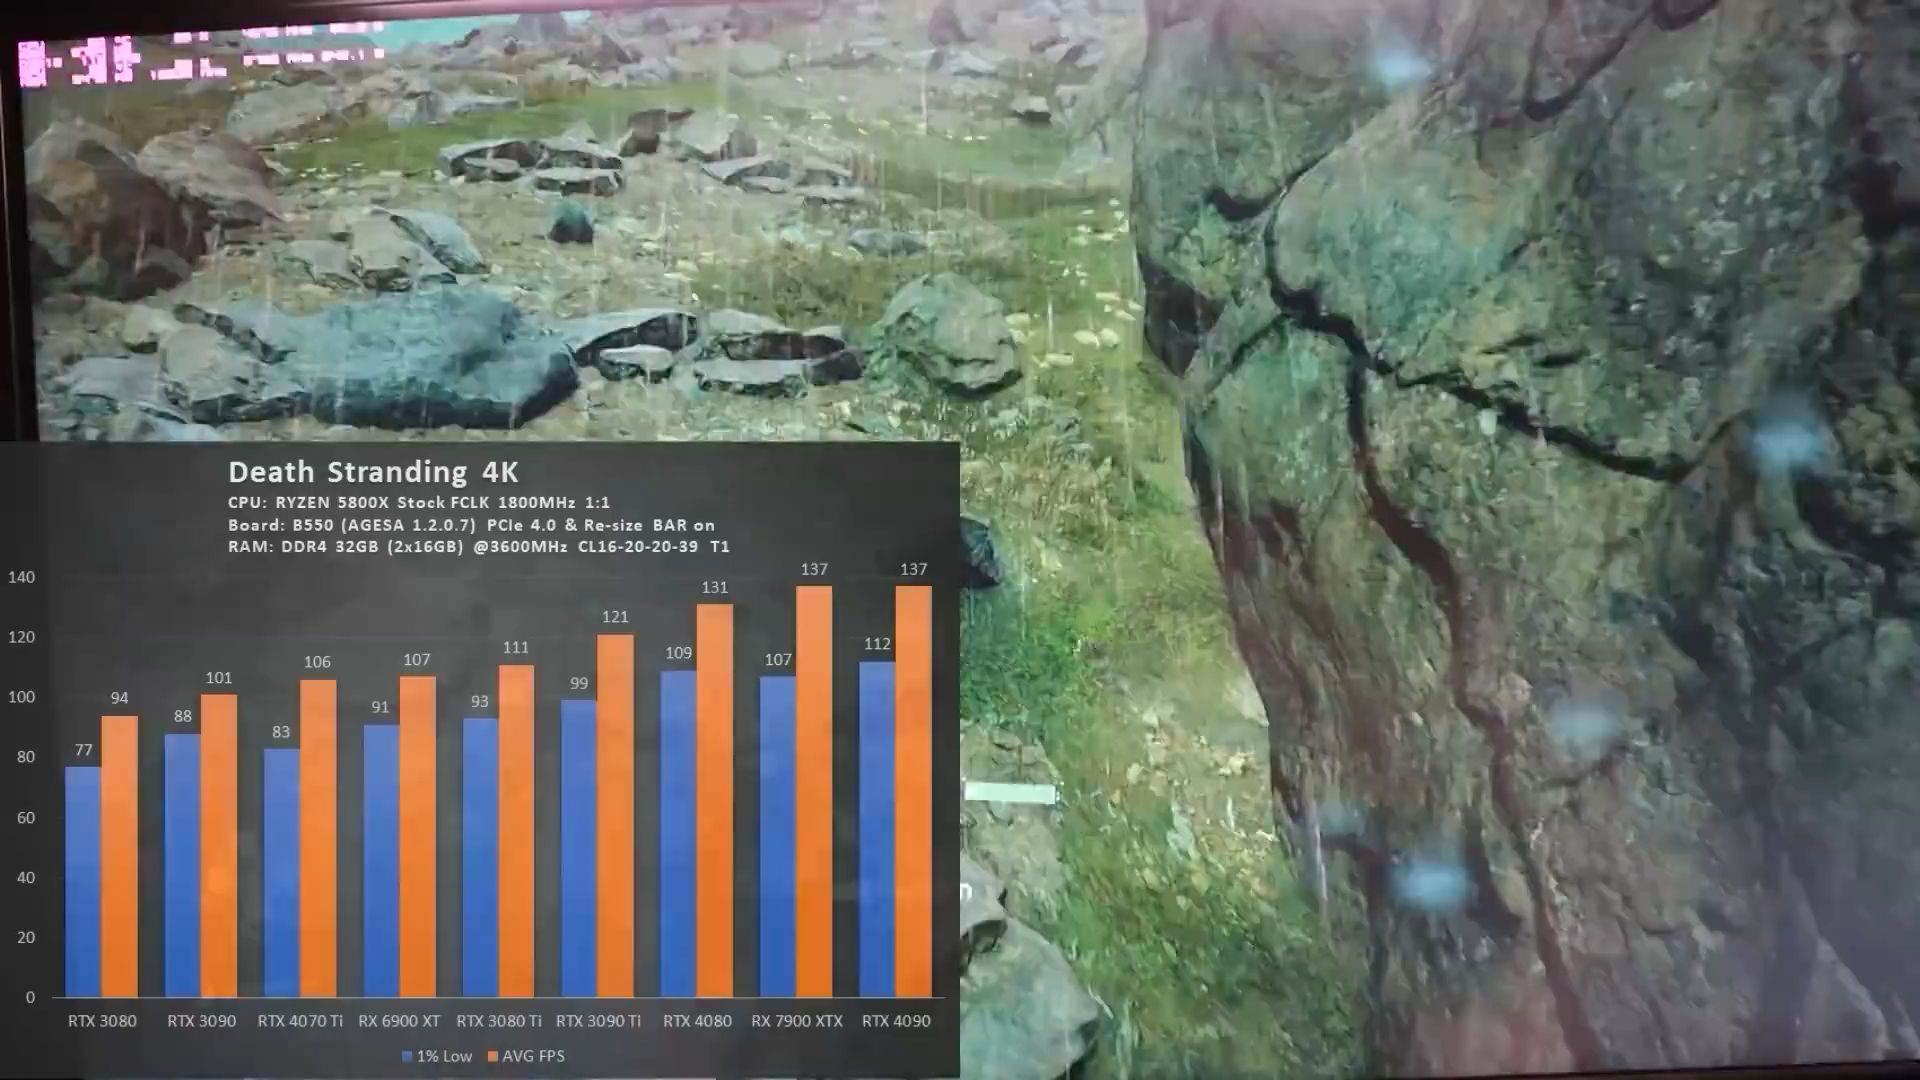 Death Stranding 4K
CPU: RYZEN 5800X Stock FCLK 1800MHz 1:1
Board: B550 (AGESA 1.2.0.7) PCIe 4.0 & Re-size BAR on
RAM: DDR4 32GB (2x16GB) @3600MHz CL16-20-20-39 T1
140
120
100
80
60
40
20
0
77 94
88 101
83 106
91 107
93 111
99 121
109 131
107 137
112 137
RTX 3080 RTX 3090 RTX 4070 Ti RX 6900 XT RTX 3080 Ti RTX 3090 Ti RTX 4080 RX 7900 XTX RTX 4090
1% Low AVG FPS